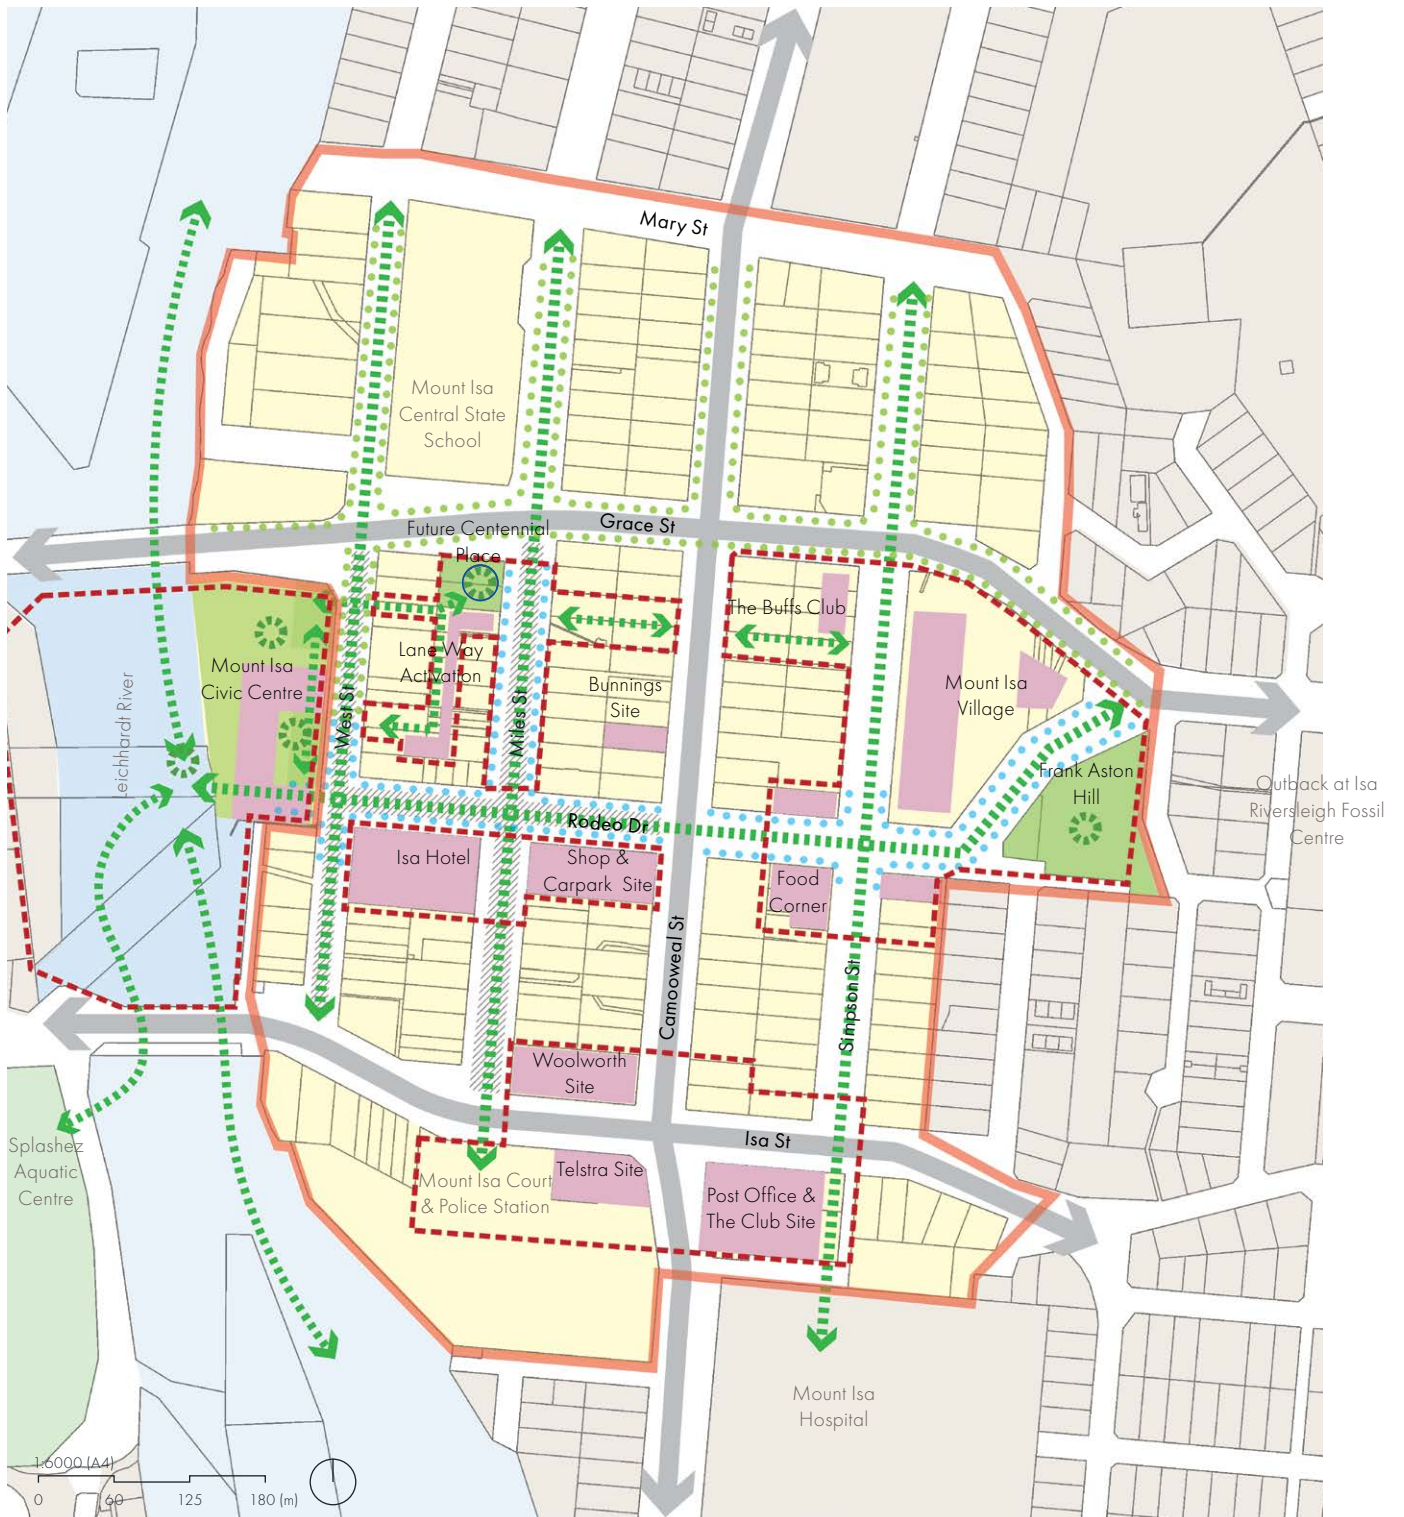 Mary St
Mount Isa
Central State
School
Grace St
Future Centennial
Place
The Buffs Club
Lane Way
Activation
Mount Isa
Civic Centre
Bunnings
Site
Mount Isa
Village
West St
Miles St
Leichhardt River
Frank Aston
Hill
Outback at Isa
Riversleigh Fossil
Centre
Rodeo Dr
Isa Hotel
Shop &
Carpark Site
Food
Corner
Camooweal St
Simpson St
Woolworth
Site
Isa St
Splashez
Aquatic
Centre
Telstra Site
Mount Isa Court
& Police Station
Post Office &
The Club Site
Mount Isa
Hospital
1:6000 (A4)
0 60 125 180 (m)